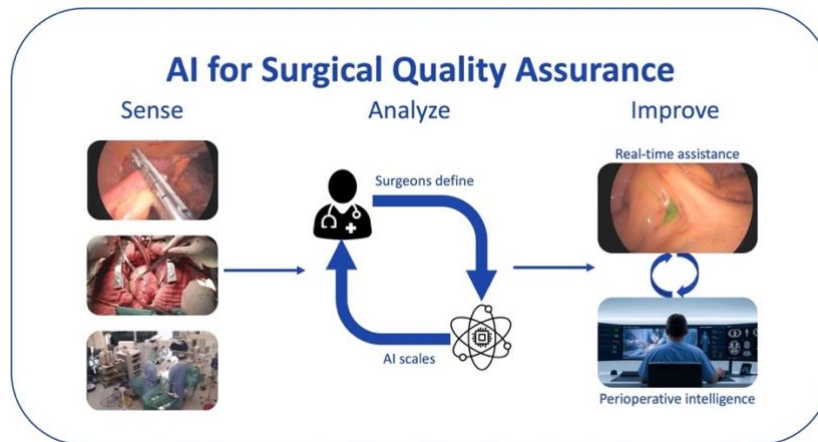 AI for Surgical Quality Assurance
Sense
Analyze
Improve
Surgeons define
AI scales
Real-time assistance
Perioperative intelligence